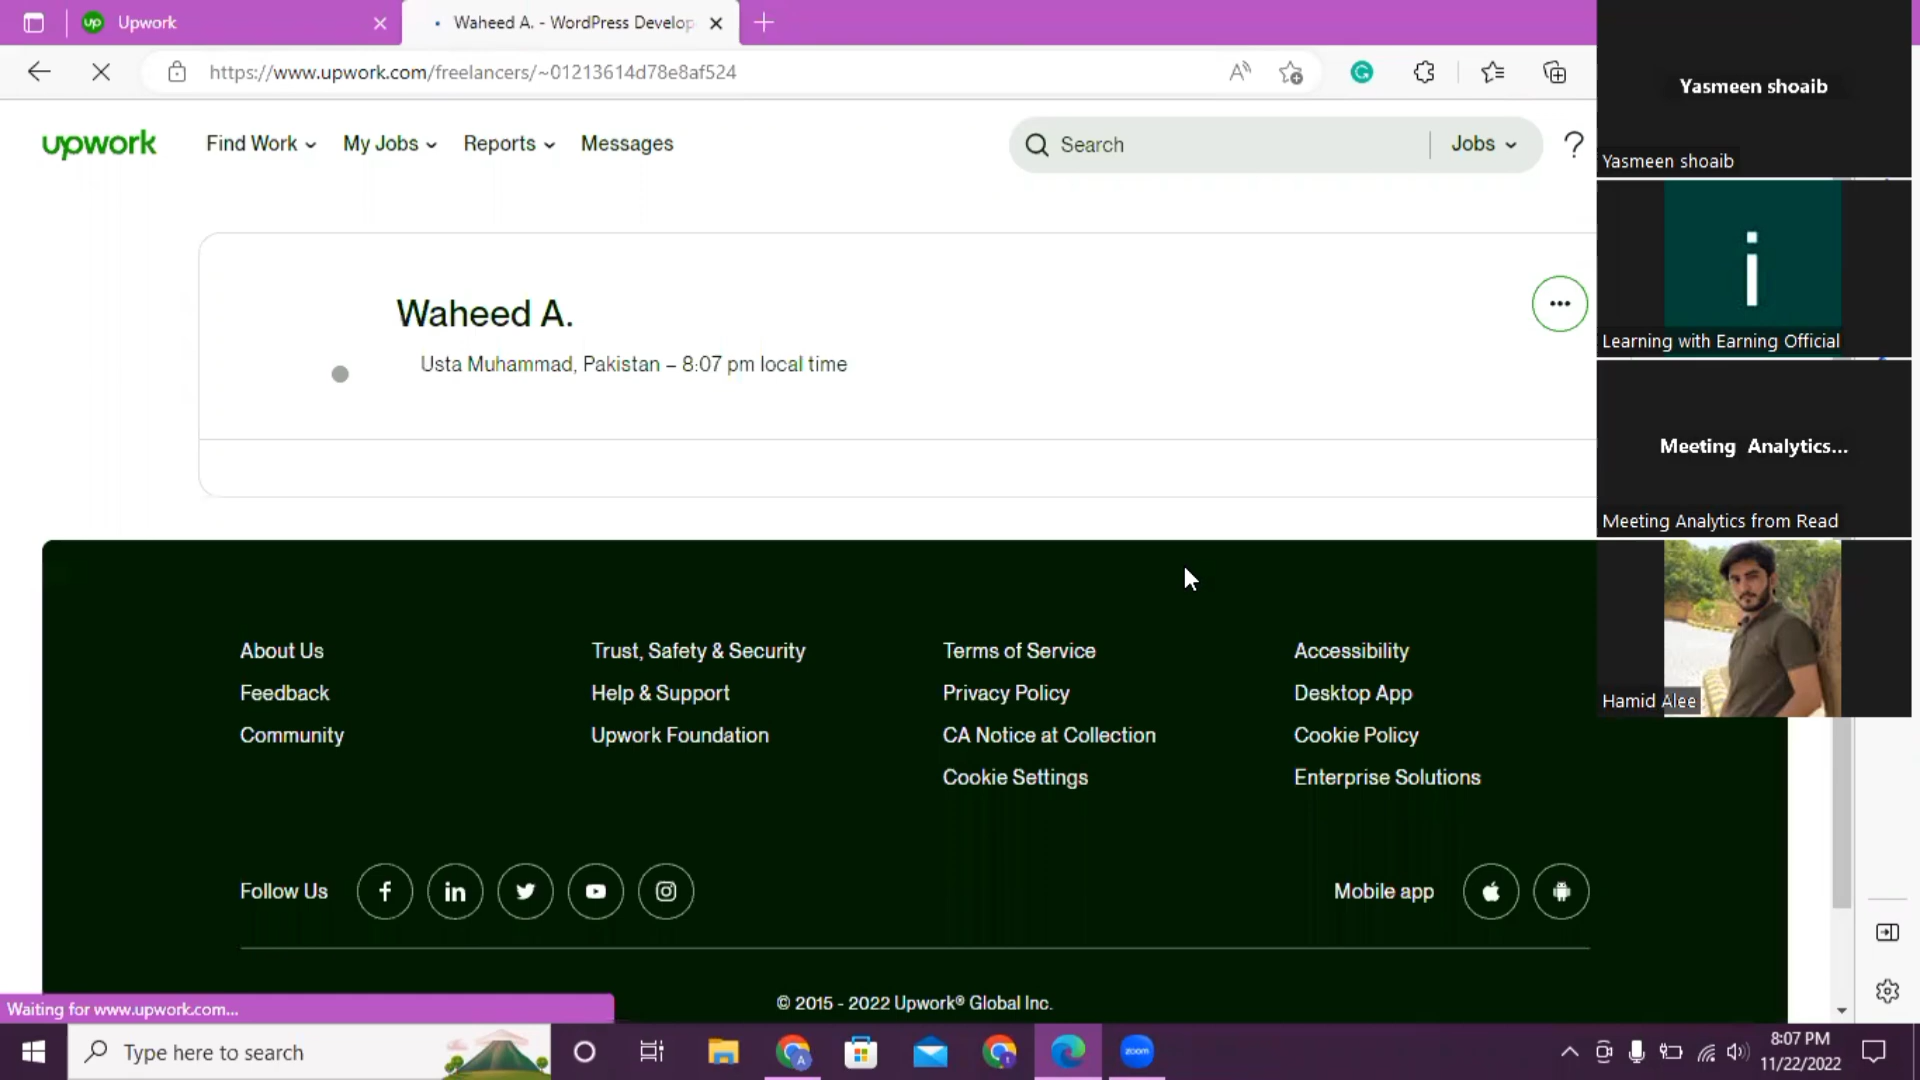 up Upwork
Waheed A. - WordPress Develop
https://www.upwork.com/freelancers/~01213614d78e8af524
upwork
Find Work
My Jobs
Reports
Messages
Search
Jobs
?
Waheed A.
Usta Muhammad, Pakistan – 8:07 pm local time
Yasmeen shoaib
Yasmeen shoaib
i
Learning with Earning Official
Meeting Analytics...
Meeting Analytics from Read
Hamid Alee
About Us
Feedback
Community
Trust, Safety & Security
Help & Support
Upwork Foundation
Terms of Service
Privacy Policy
CA Notice at Collection
Cookie Settings
Accessibility
Desktop App
Cookie Policy
Enterprise Solutions
Follow Us
Mobile app
© 2015 - 2022 Upwork® Global Inc.
Waiting for www.upwork.com...
Type here to search
zoom
8:07 PM
11/22/2022